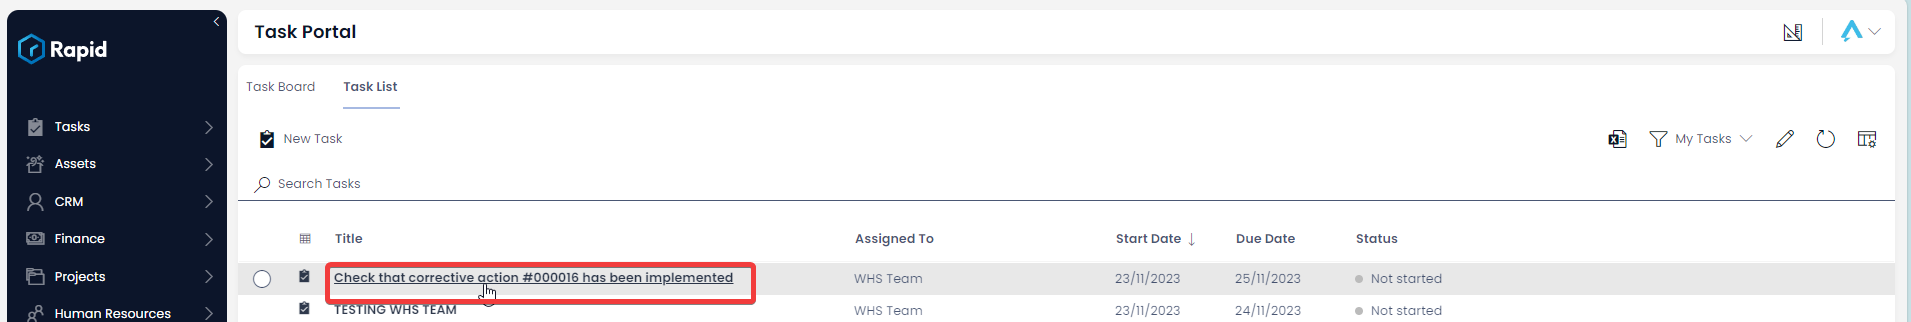 Rapid
Task Portal
Task Board Task List
Tasks
New Task My Tasks
Assets
Search Tasks
CRM
Finance
Title Assigned To Start Date Due Date Status
Projects
Check that corrective action #000016 has been implemented WHS Team 23/11/2023 25/11/2023 Not started
Human Resources
TESTING WHS TEAM WHS Team 23/11/2023 24/11/2023 Not started